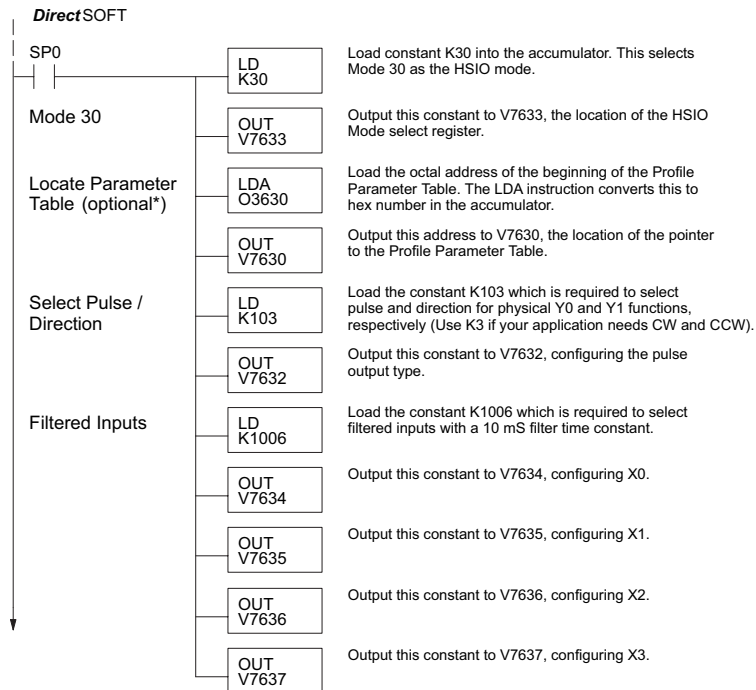 DirectSOFT
SP0
LD
K30
Load constant K30 into the accumulator. This selects
Mode 30 as the HSIO mode.
Mode 30
OUT
V7633
Output this constant to V7633, the location of the HSIO
Mode select register.
Locate Parameter
Table (optional*)
LDA
O3630
Load the octal address of the beginning of the Profile
Parameter Table. The LDA instruction converts this to
hex number in the accumulator.
OUT
V7630
Output this address to V7630, the location of the pointer
to the Profile Parameter Table.
Select Pulse /
Direction
LD
K103
Load the constant K103 which is required to select
pulse and direction for physical Y0 and Y1 functions,
respectively (Use K3 if your application needs CW and CCW).
OUT
V7632
Output this constant to V7632, configuring the pulse
output type.
Filtered Inputs
LD
K1006
Load the constant K1006 which is required to select
filtered inputs with a 10 mS filter time constant.
OUT
V7634
Output this constant to V7634, configuring X0.
OUT
V7635
Output this constant to V7635, configuring X1.
OUT
V7636
Output this constant to V7636, configuring X2.
OUT
V7637
Output this constant to V7637, configuring X3.